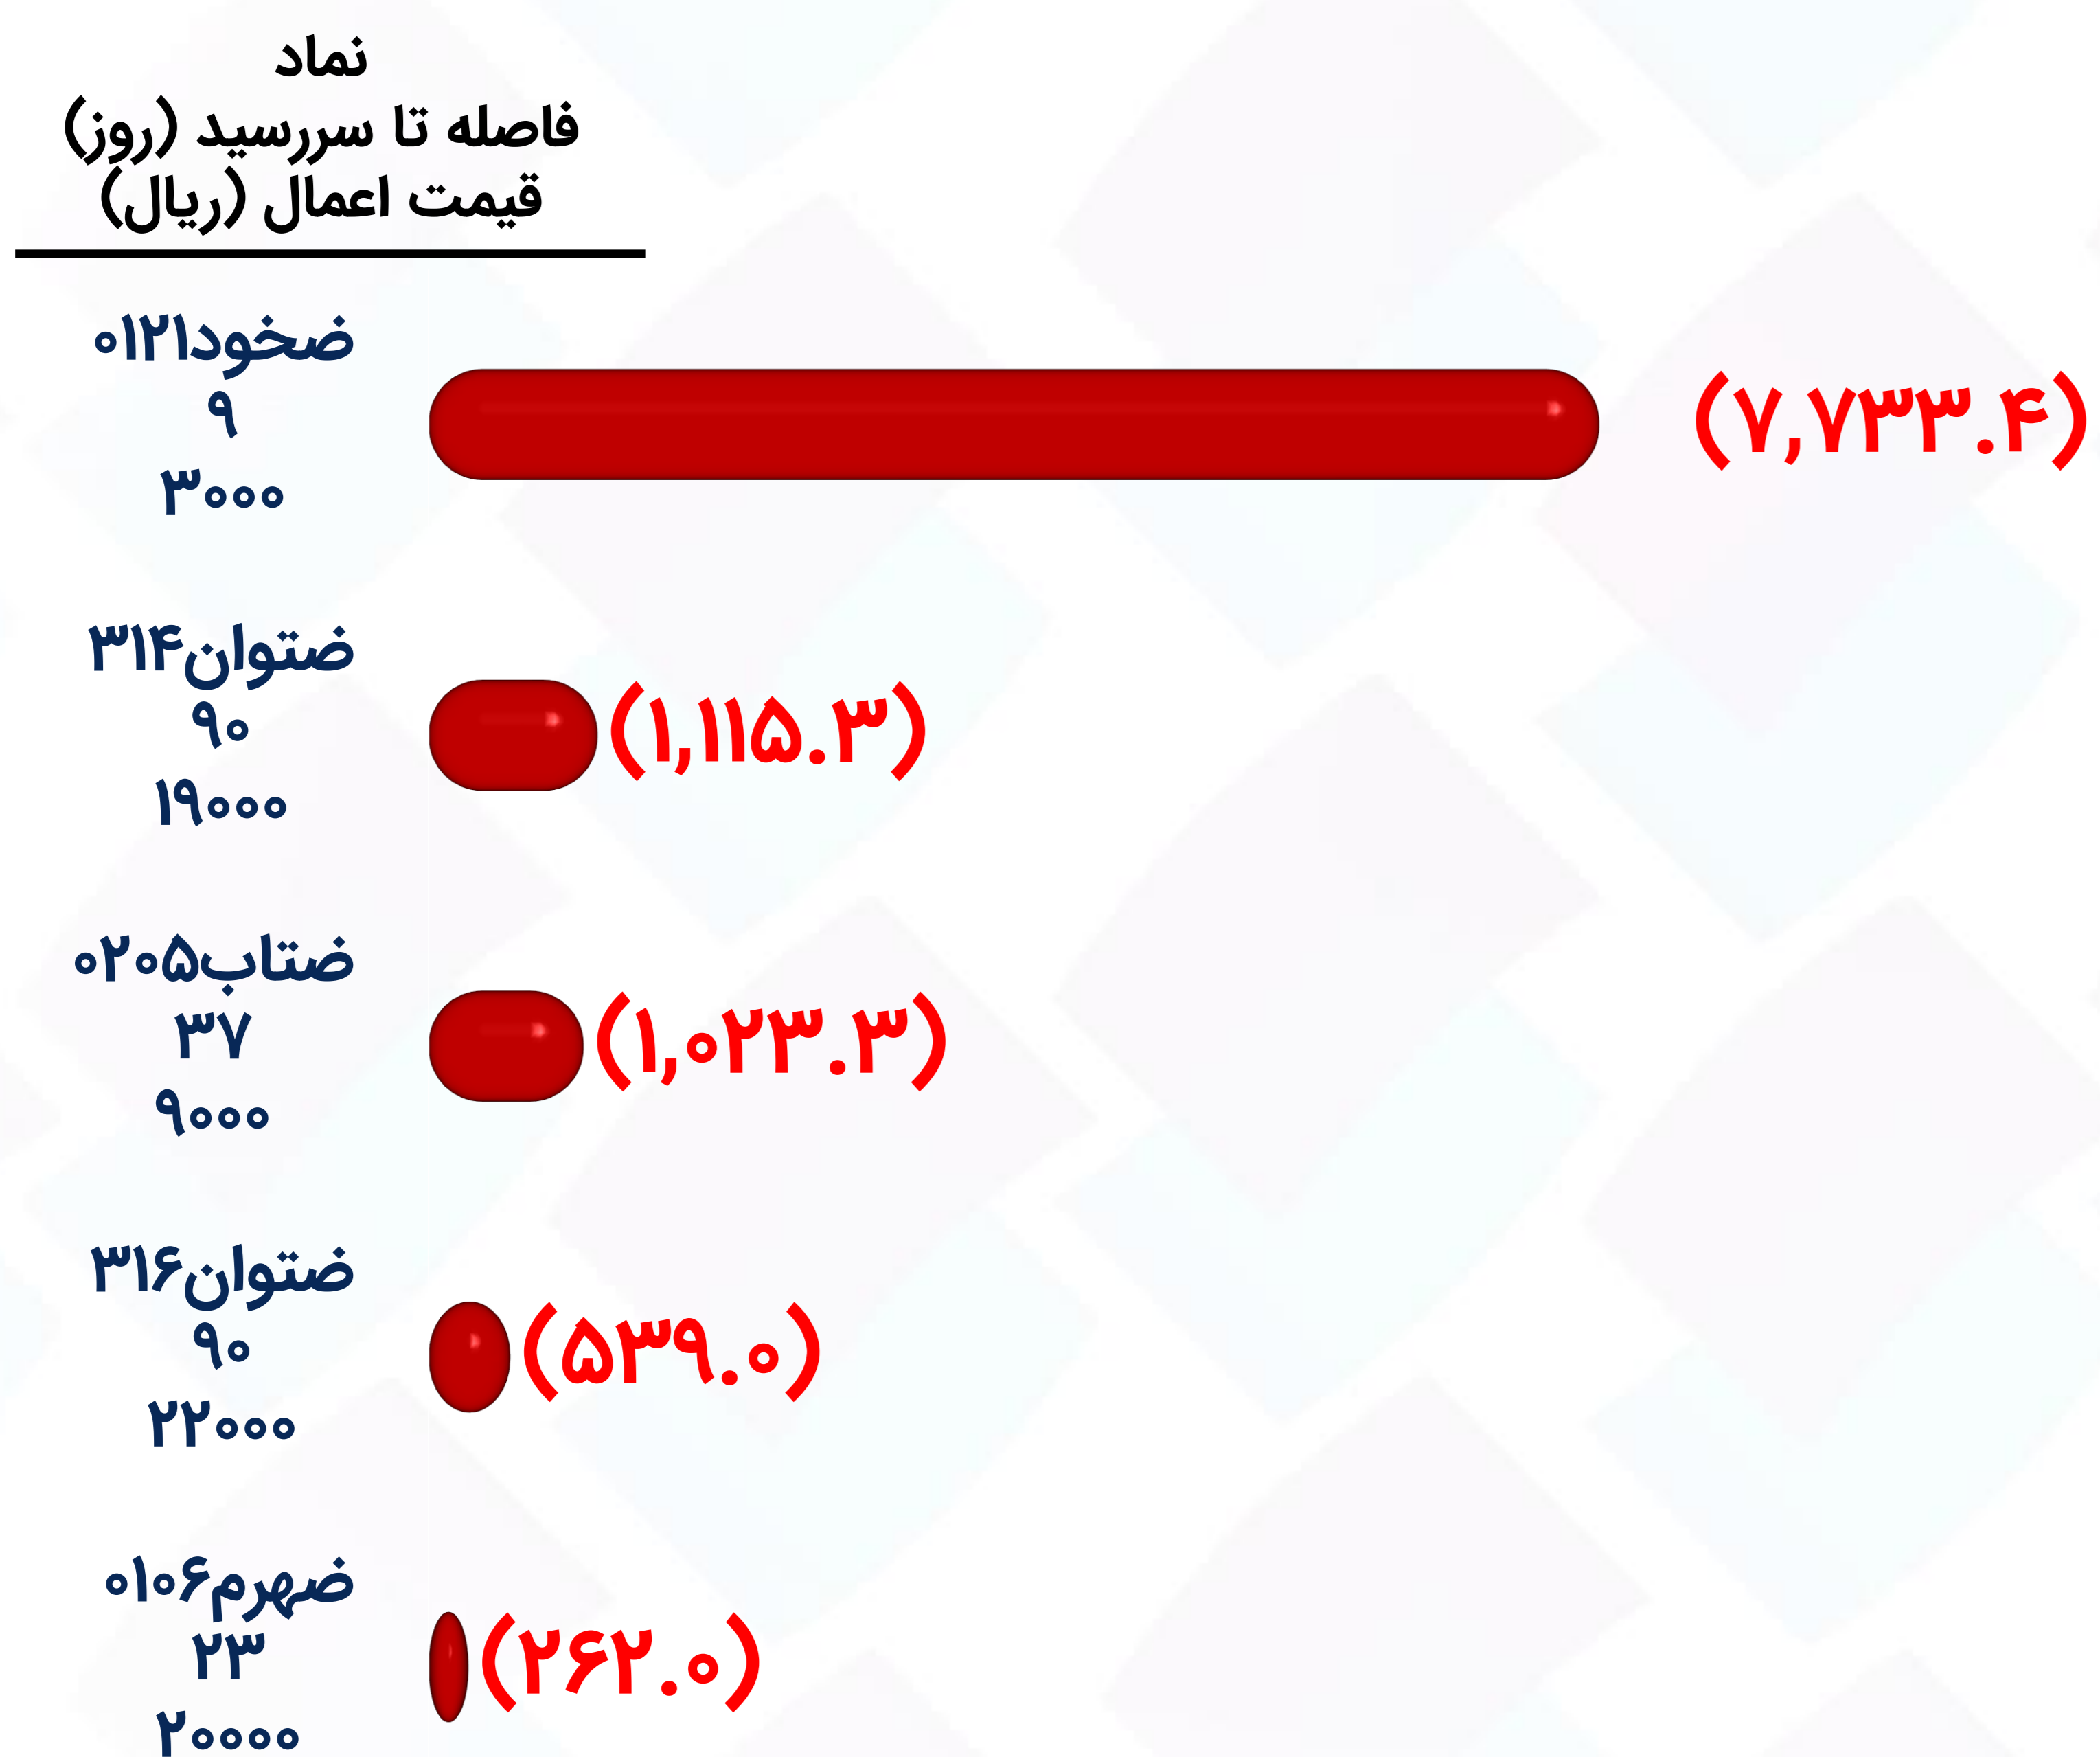 نماد
فاصله تا سررسید (روز)
قیمت اعمال (ریال)
ضخود۰۱۲۱
۹
۳۰۰۰
(۷,۷۳۳.۴)
ضتوان۳۱۴
۹۰
۱۹۰۰۰
(۱,۱۱۵.۳)
ضتاب۰۲۰۵
۳۷
۹۰۰۰
(۱,۰۲۳.۳)
ضتوان۳۱۶
۹۰
۲۲۰۰۰
(۵۳۹.۰)
ضهرم۰۱۰۶
۲۳
۲۰۰۰۰
(۲۶۲.۰)